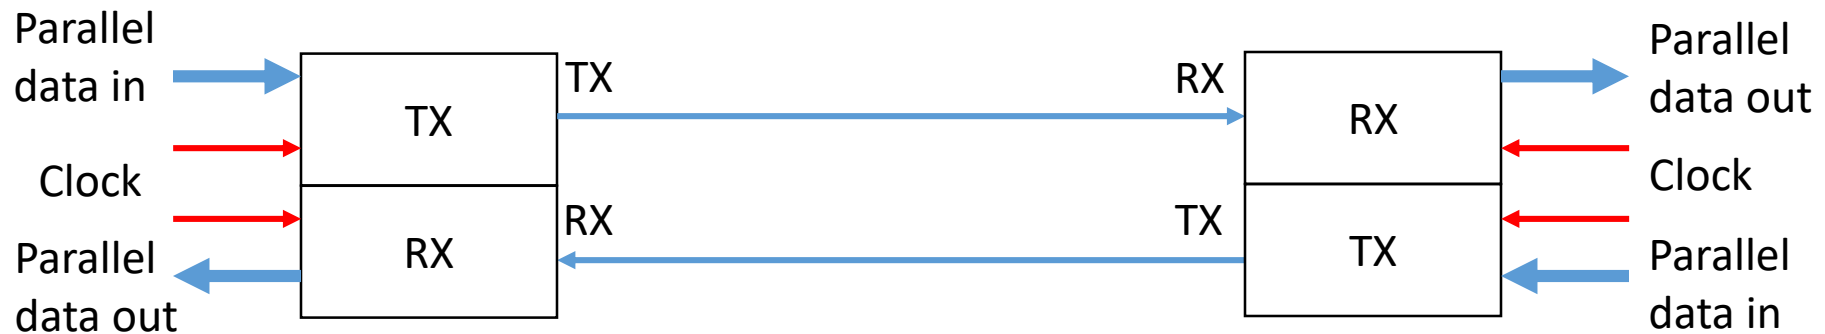 Parallel
data in
TX
RX
Parallel
data out
TX
RX
Clock
Clock
RX
TX
RX
TX
Parallel
data out
Parallel
data in